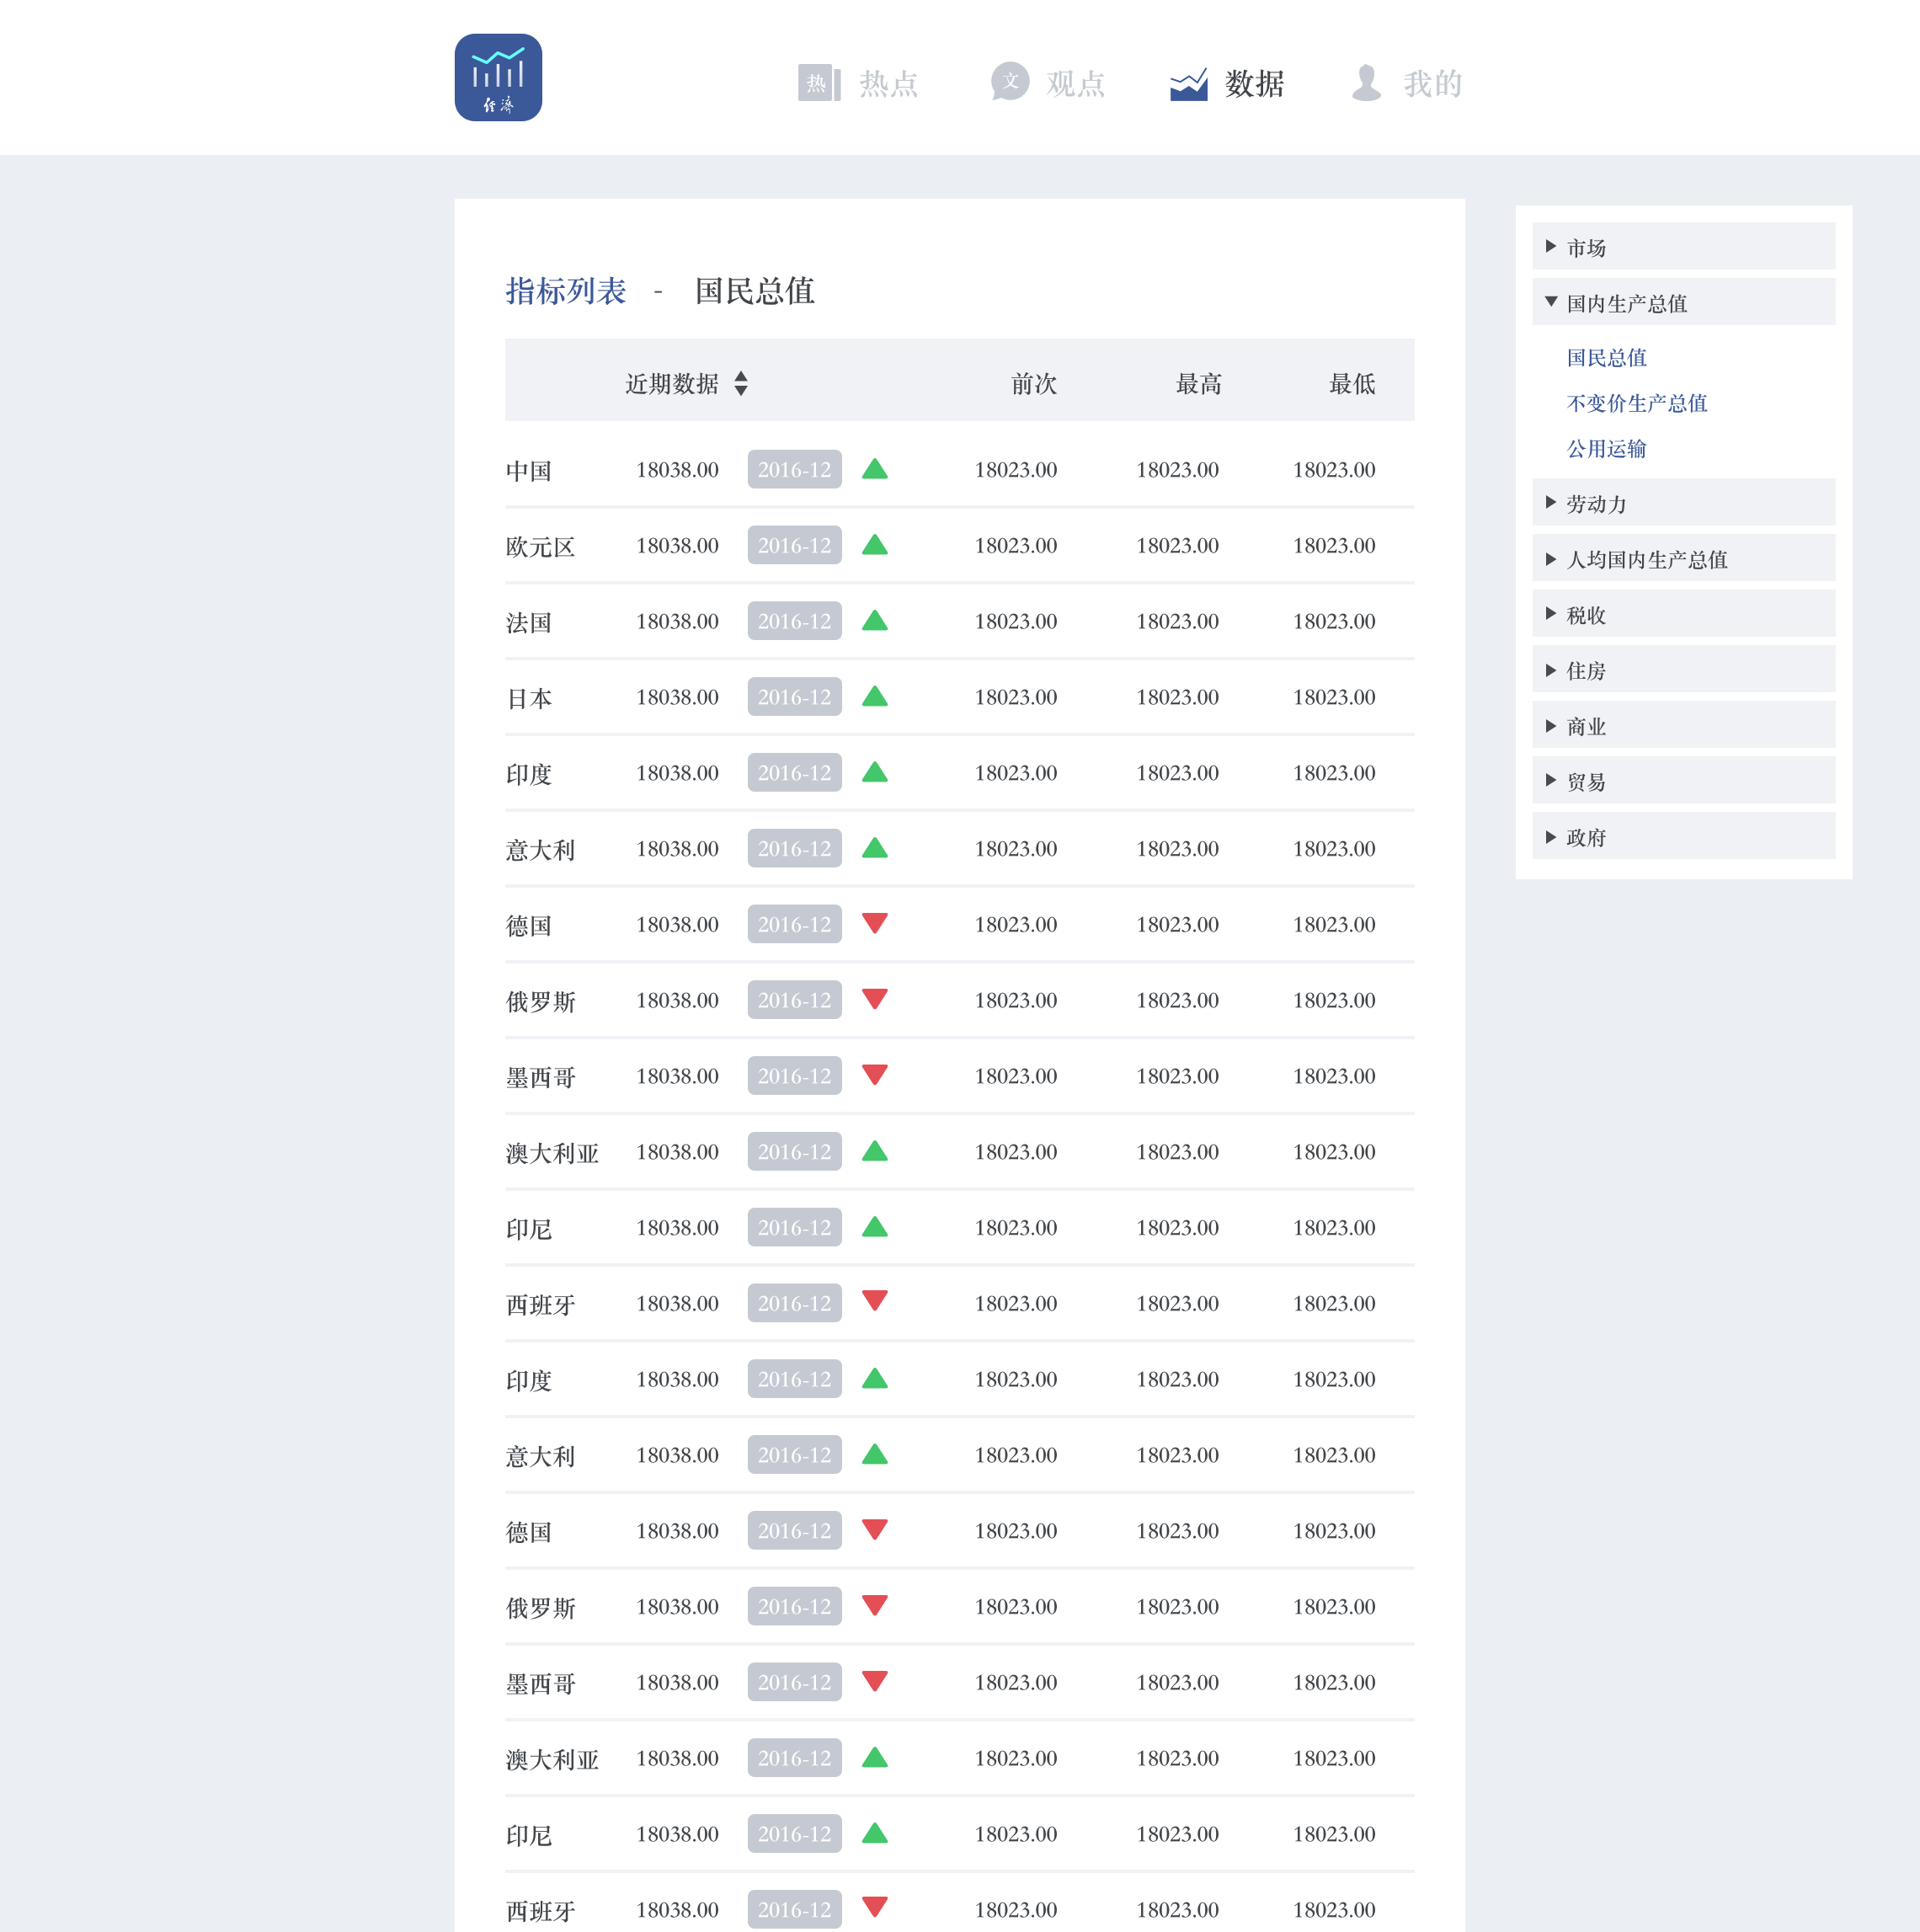 经濟
热 热点 文 观点 数据 我的
指标列表 - 国民总值
近期数据 前次 最高 最低
中国 18038.00 2016-12 18023.00 18023.00 18023.00
欧元区 18038.00 2016-12 18023.00 18023.00 18023.00
法国 18038.00 2016-12 18023.00 18023.00 18023.00
日本 18038.00 2016-12 18023.00 18023.00 18023.00
印度 18038.00 2016-12 18023.00 18023.00 18023.00
意大利 18038.00 2016-12 18023.00 18023.00 18023.00
德国 18038.00 2016-12 18023.00 18023.00 18023.00
俄罗斯 18038.00 2016-12 18023.00 18023.00 18023.00
墨西哥 18038.00 2016-12 18023.00 18023.00 18023.00
澳大利亚 18038.00 2016-12 18023.00 18023.00 18023.00
印尼 18038.00 2016-12 18023.00 18023.00 18023.00
西班牙 18038.00 2016-12 18023.00 18023.00 18023.00
印度 18038.00 2016-12 18023.00 18023.00 18023.00
意大利 18038.00 2016-12 18023.00 18023.00 18023.00
德国 18038.00 2016-12 18023.00 18023.00 18023.00
俄罗斯 18038.00 2016-12 18023.00 18023.00 18023.00
墨西哥 18038.00 2016-12 18023.00 18023.00 18023.00
澳大利亚 18038.00 2016-12 18023.00 18023.00 18023.00
印尼 18038.00 2016-12 18023.00 18023.00 18023.00
西班牙 18038.00 2016-12 18023.00 18023.00 18023.00
市场
国内生产总值
国民总值
不变价生产总值
公用运输
劳动力
人均国内生产总值
税收
住房
商业
贸易
政府